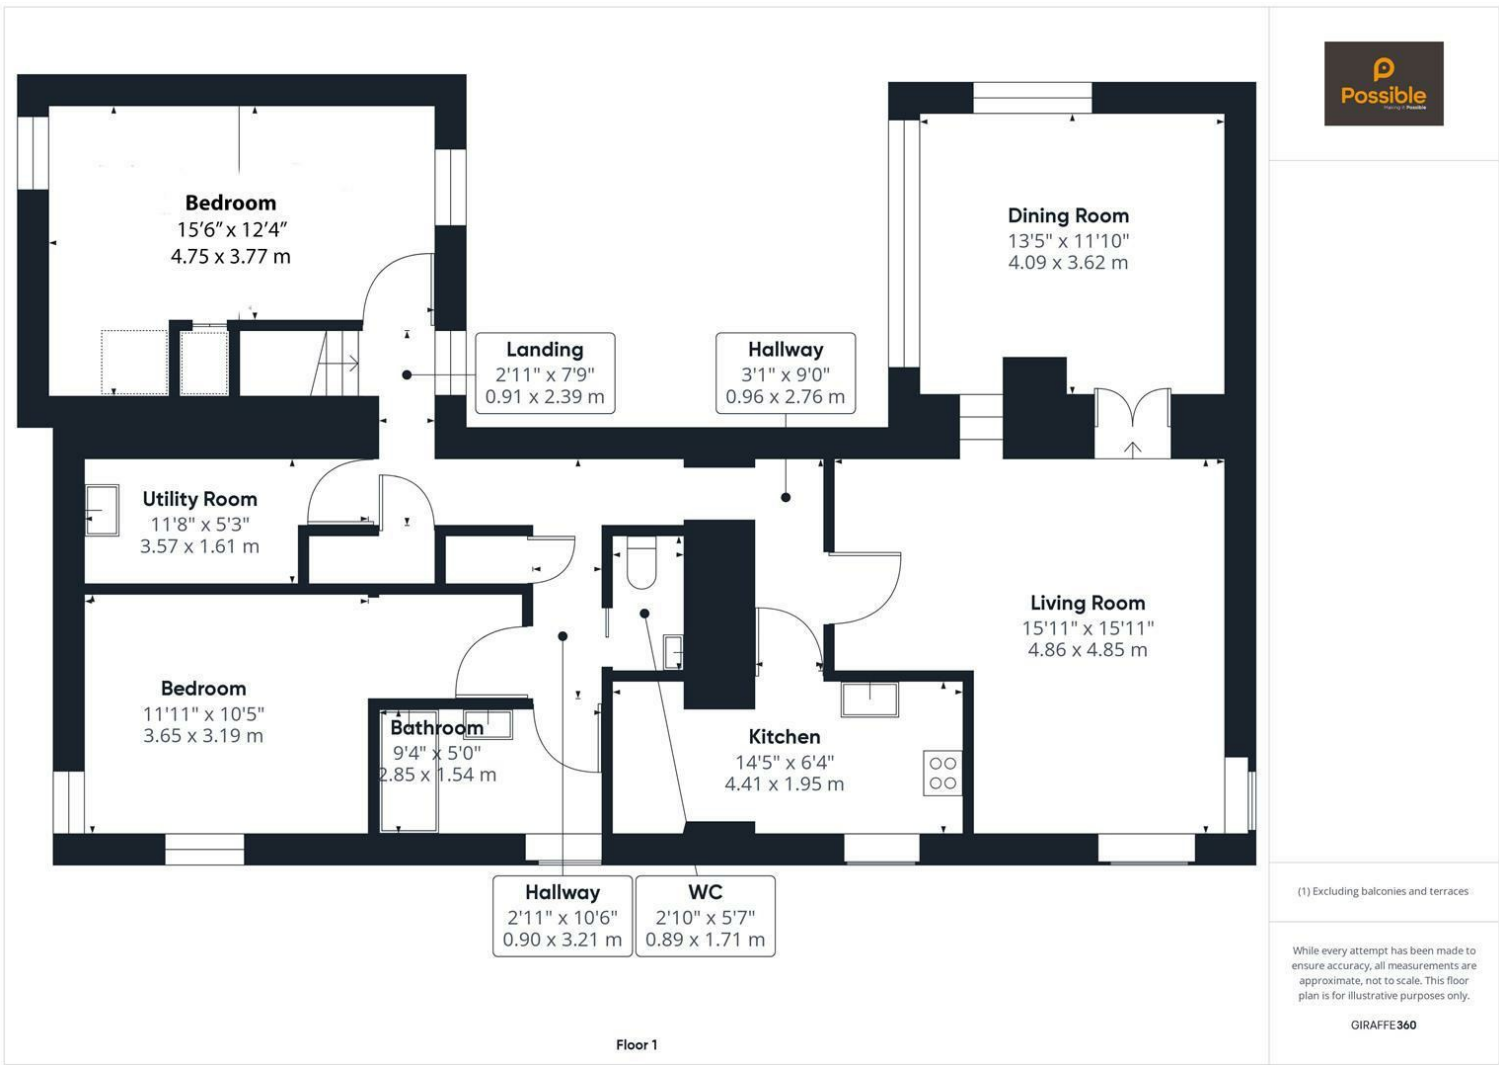 Possible
Bedroom
15'6" x 12'4"
4.75 x 3.77 m
Dining Room
13'5" x 11'10"
4.09 x 3.62 m
Landing
2'11" x 7'9"
0.91 x 2.39 m
Hallway
3'1" x 9'0"
0.96 x 2.76 m
Utility Room
11'8" x 5'3"
3.57 x 1.61 m
Living Room
15'11" x 15'11"
4.86 x 4.85 m
Bedroom
11'11" x 10'5"
3.65 x 3.19 m
Bathroom
9'4" x 5'0"
2.85 x 1.54 m
Kitchen
14'5" x 6'4"
4.41 x 1.95 m
Hallway
2'11" x 10'6"
0.90 x 3.21 m
WC
2'10" x 5'7"
0.89 x 1.71 m
Floor 1
(1) Excluding balconies and terraces
While every attempt has been made to
ensure accuracy, all measurements are
approximate, not to scale. This floor
plan is for illustrative purposes only.
GIRAFFE360